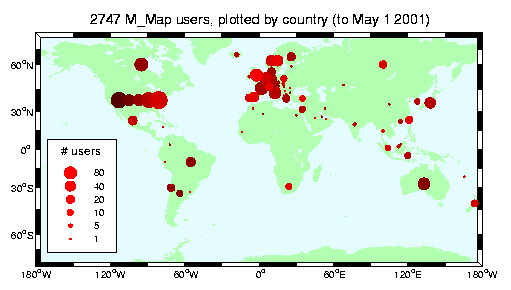 2747 M_Map users, plotted by country (to May 1 2001)
60°N
30°N
0°
30°S
60°S
# users
80
40
20
10
5
1
180°W
120°W
60°W
0°
60°E
120°E
180°W